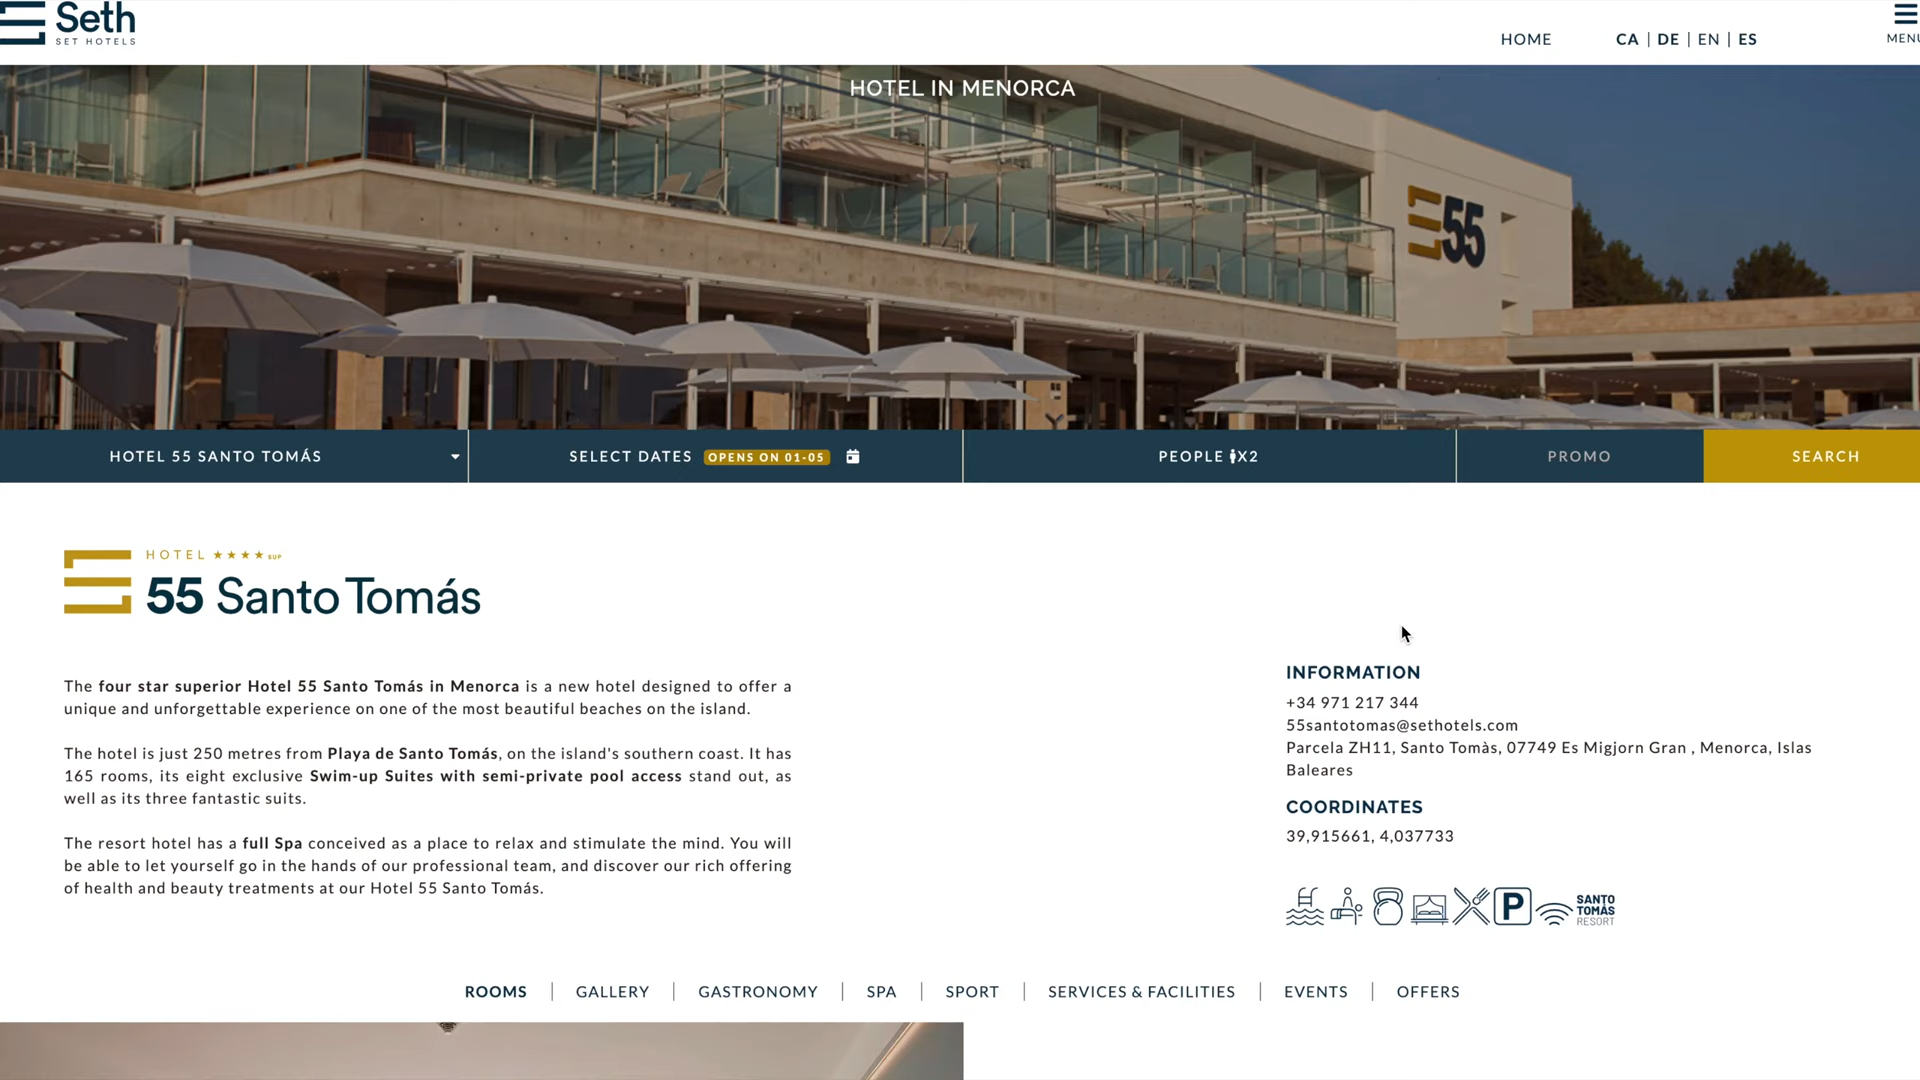 Seth
SET HOTELS
HOME
CA | DE | EN | ES
MENU
HOTEL IN MENORCA
55
HOTEL 55 SANTO TOMÁS
SELECT DATES OPENS ON 01-05
PEOPLE X2
PROMO
SEARCH
HOTEL ★★★★ SUP
55 Santo Tomás
The four star superior Hotel 55 Santo Tomás in Menorca is a new hotel designed to offer a
unique and unforgettable experience on one of the most beautiful beaches on the island.
The hotel is just 250 metres from Playa de Santo Tomás, on the island's southern coast. It has
165 rooms, its eight exclusive Swim-up Suites with semi-private pool access stand out, as
well as its three fantastic suits.
The resort hotel has a full Spa conceived as a place to relax and stimulate the mind. You will
be able to let yourself go in the hands of our professional team, and discover our rich offering
of health and beauty treatments at our Hotel 55 Santo Tomás.
INFORMATION
+34 971 217 344
55santotomas@sethotels.com
Parcela ZH11, Santo Tomàs, 07749 Es Migjorn Gran , Menorca, Islas
Baleares
COORDINATES
39,915661, 4,037733
P
SANTO
TOMÁS
RESORT
ROOMS | GALLERY | GASTRONOMY | SPA | SPORT | SERVICES & FACILITIES | EVENTS | OFFERS